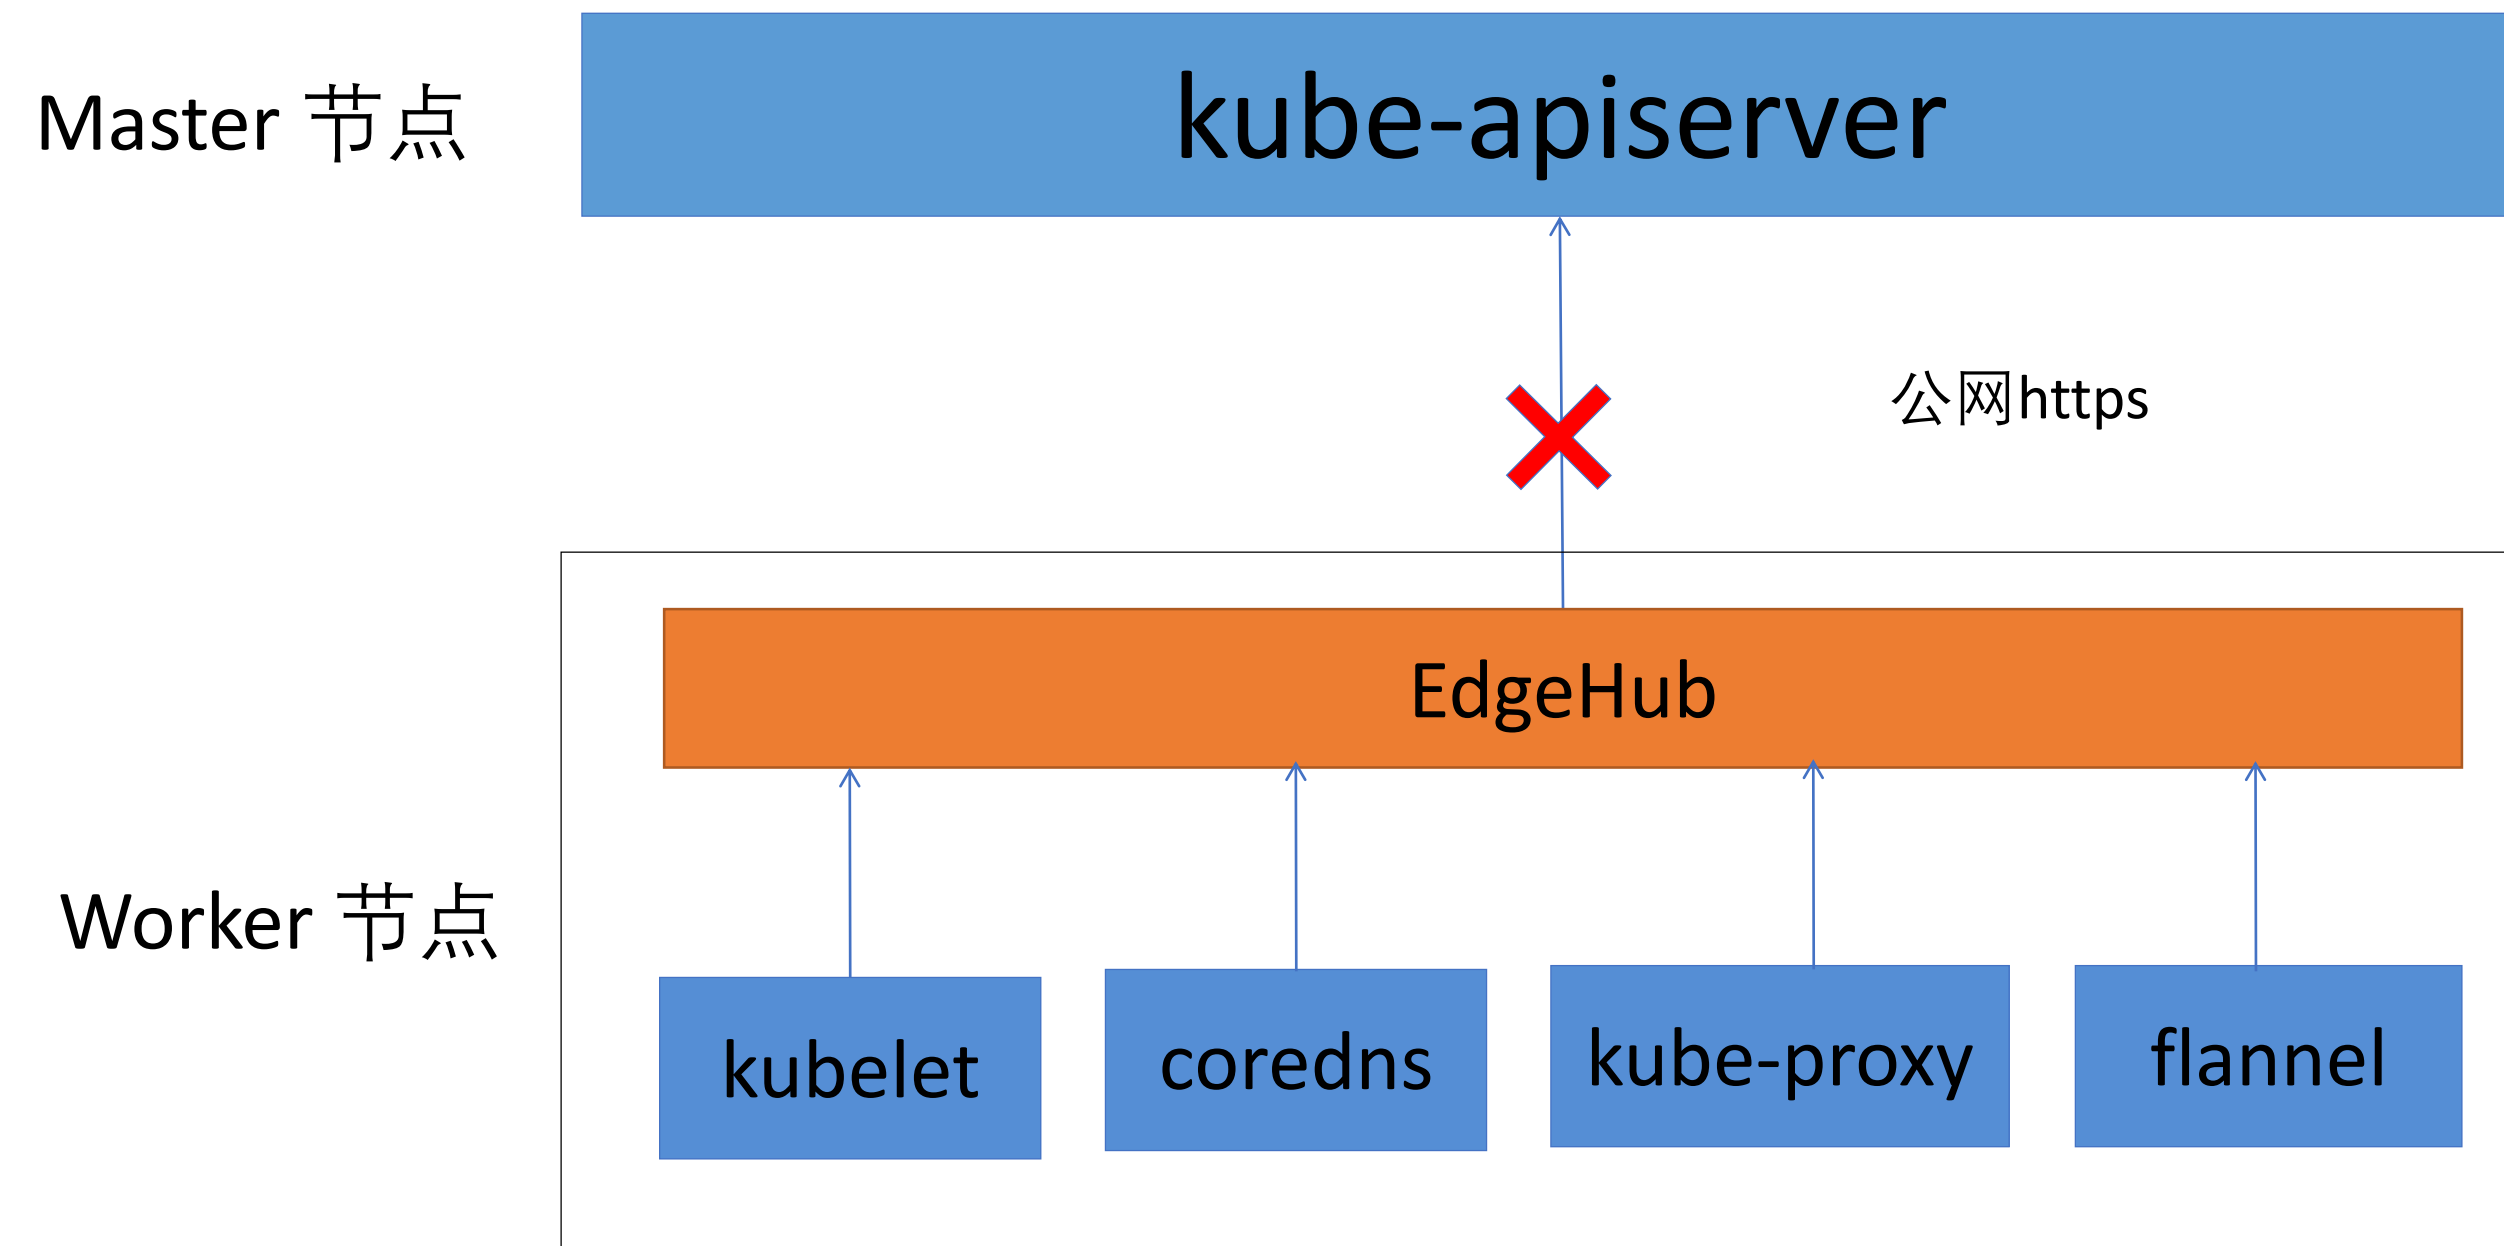 Master 节点
kube-apiserver
公网https
EdgeHub
Worker 节点
kubelet
coredns
kube-proxy
flannel